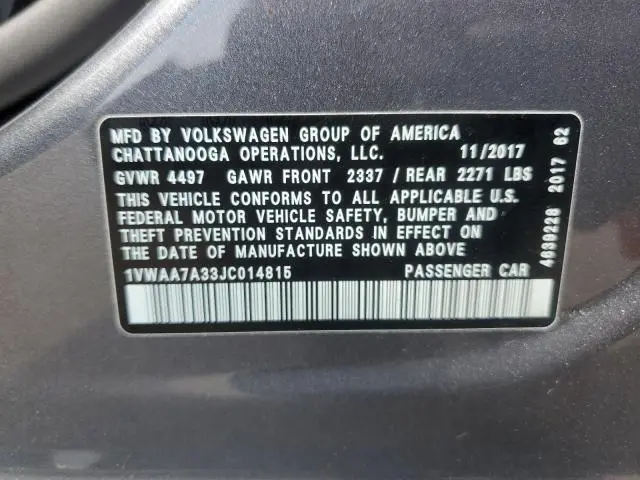 MFD BY VOLKSWAGEN GROUP OF AMERICA
CHATTANOOGA OPERATIONS, LLC. 11/2017
GVWR 4497 GAWR FRONT 2337 / REAR 2271 LBS
THIS VEHICLE CONFORMS TO ALL APPLICABLE U.S.
FEDERAL MOTOR VEHICLE SAFETY, BUMPER AND
THEFT PREVENTION STANDARDS IN EFFECT ON
THE DATE OF MANUFACTURE SHOWN ABOVE
1VWAA7A33JC014815 PASSENGER CAR
4639228 2017 62